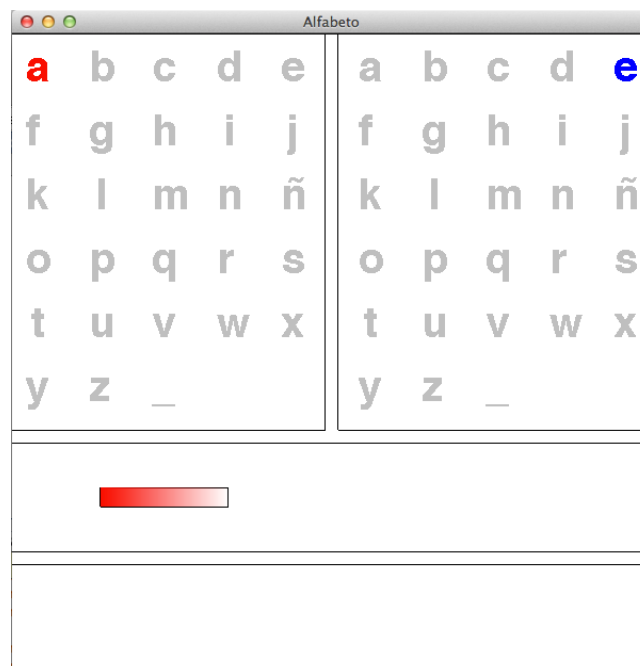 Alfabeto
a b c d e
f g h i j
k l m n ñ
o p q r s
t u v w x
y z _
a b c d e
f g h i j
k l m n ñ
o p q r s
t u v w x
y z _